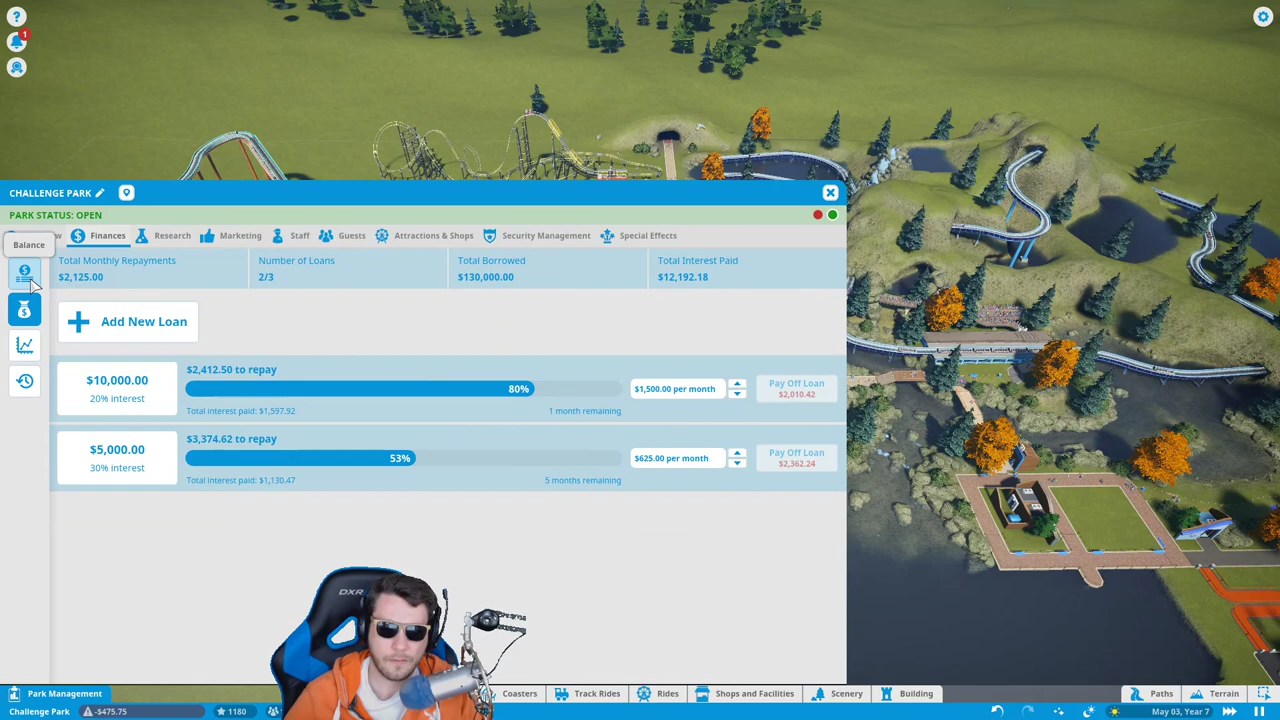 ?
1
CHALLENGE PARK
PARK STATUS: OPEN
Finances Research Marketing Staff Guests Attractions & Shops Security Management Special Effects
Balance
Total Monthly Repayments Number of Loans Total Borrowed Total Interest Paid
$2,125.00 2/3 $130,000.00 $12,192.18
+ Add New Loan
$2,412.50 to repay
$10,000.00
20% interest
80%
$1,500.00 per month
Pay Off Loan
$2,010.42
Total interest paid: $1,597.92 1 month remaining
$3,374.62 to repay
$5,000.00
30% interest
53%
$625.00 per month
Pay Off Loan
$2,362.24
Total interest paid: $1,130.47 5 months remaining
DXR
Park Management Coasters Track Rides Rides Shops and Facilities Scenery Building Paths Terrain
Challenge Park -$475.75 1180 May 03, Year 7